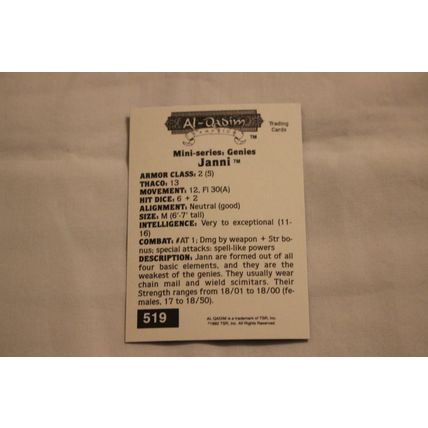 AL-QADIM
ADVENTURES
TM
Trading
Cards
Mini-series: Genies
Janni TM
ARMOR CLASS: 2 (5)
THAC0: 13
MOVEMENT: 12, Fl 30(A)
HIT DICE: 6 + 2
ALIGNMENT: Neutral (good)
SIZE: M (6'-7' tall)
INTELLIGENCE: Very to exceptional (11-
16)
COMBAT: #AT 1; Dmg by weapon + Str bo-
nus; special attacks: spell-like powers
DESCRIPTION: Jann are formed out of all
four basic elements, and they are the
weakest of the genies. They usually wear
chain mail and wield scimitars. Their
Strength ranges from 18/01 to 18/00 (fe-
males, 17 to 18/50).
519
AL QADIM is a trademark of TSR, Inc.
©1992 TSR, Inc. All Rights Reserved.